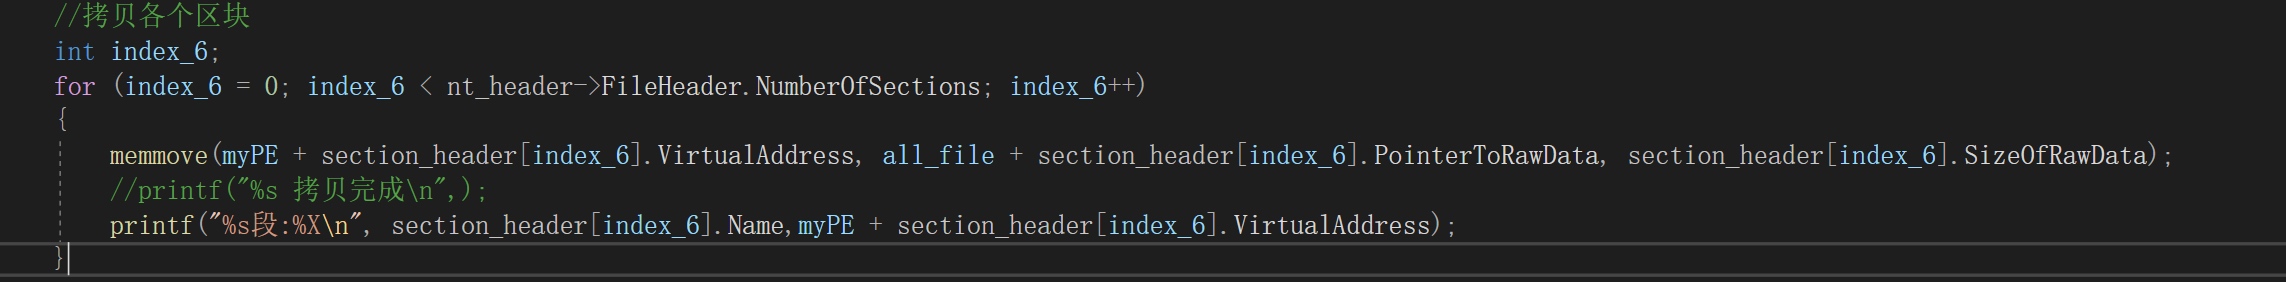 //拷贝各个区块
int index_6;
for (index_6 = 0; index_6 < nt_header->FileHeader.NumberOfSections; index_6++)
{
memmove(myPE + section_header[index_6].VirtualAddress, all_file + section_header[index_6].PointerToRawData, section_header[index_6].SizeOfRawData);
//printf("%s 拷贝完成\n",);
printf("%s段:%X\n", section_header[index_6].Name,myPE + section_header[index_6].VirtualAddress);
}